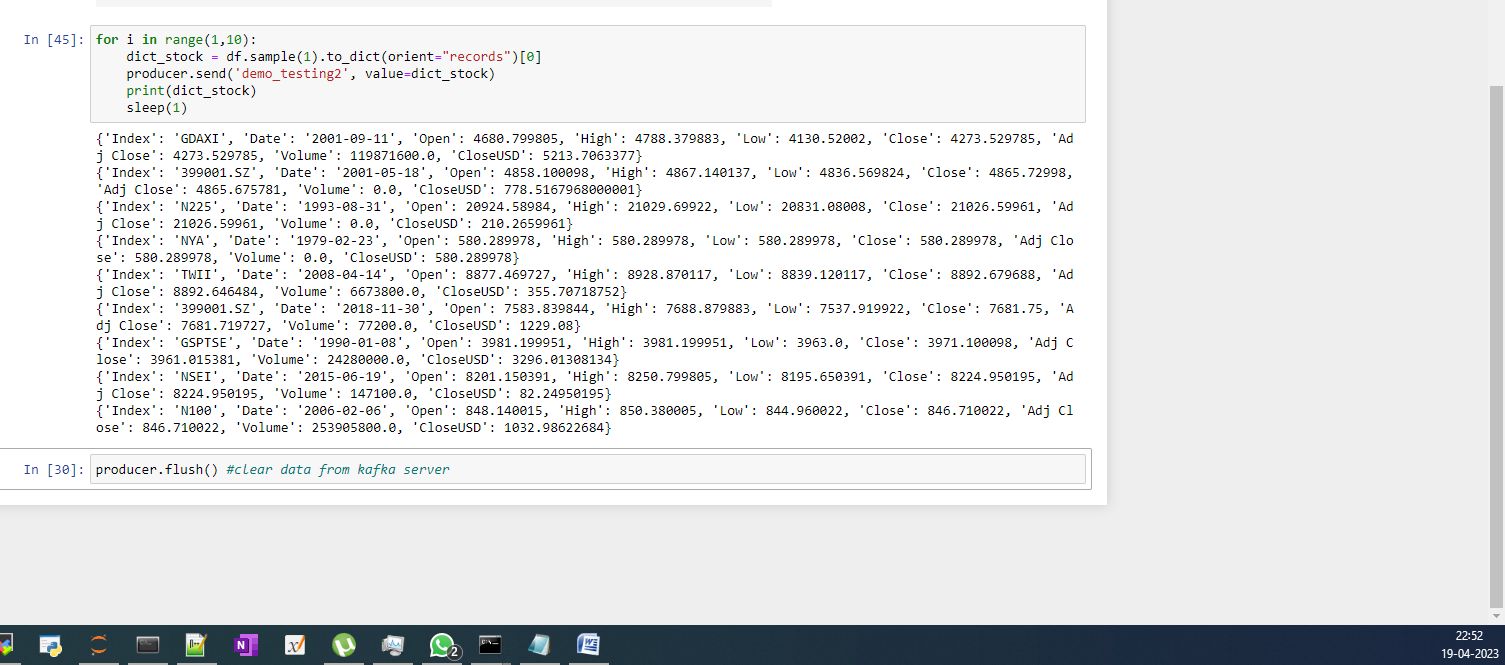 In [45]: for i in range(1,10):
dict_stock = df.sample(1).to_dict(orient="records")[0]
producer.send('demo_testing2', value=dict_stock)
print(dict_stock)
sleep(1)
{'Index': 'GDAXI', 'Date': '2001-09-11', 'Open': 4680.799805, 'High': 4788.379883, 'Low': 4130.52002, 'Close': 4273.529785, 'Ad
j Close': 4273.529785, 'Volume': 119871600.0, 'CloseUSD': 5213.7063377}
{'Index': '399001.SZ', 'Date': '2001-05-18', 'Open': 4858.100098, 'High': 4867.140137, 'Low': 4836.569824, 'Close': 4865.72998,
'Adj Close': 4865.675781, 'Volume': 0.0, 'CloseUSD': 778.5167968000001}
{'Index': 'N225', 'Date': '1993-08-31', 'Open': 20924.58984, 'High': 21029.69922, 'Low': 20831.08008, 'Close': 21026.59961, 'Ad
j Close': 21026.59961, 'Volume': 0.0, 'CloseUSD': 210.2659961}
{'Index': 'NYA', 'Date': '1979-02-23', 'Open': 580.289978, 'High': 580.289978, 'Low': 580.289978, 'Close': 580.289978, 'Adj Clo
se': 580.289978, 'Volume': 0.0, 'CloseUSD': 580.289978}
{'Index': 'TWII', 'Date': '2008-04-14', 'Open': 8877.469727, 'High': 8928.870117, 'Low': 8839.120117, 'Close': 8892.679688, 'Ad
j Close': 8892.646484, 'Volume': 6673800.0, 'CloseUSD': 355.70718752}
{'Index': '399001.SZ', 'Date': '2018-11-30', 'Open': 7583.839844, 'High': 7688.879883, 'Low': 7537.919922, 'Close': 7681.75, 'A
dj Close': 7681.719727, 'Volume': 77200.0, 'CloseUSD': 1229.08}
{'Index': 'GSPTSE', 'Date': '1990-01-08', 'Open': 3981.199951, 'High': 3981.199951, 'Low': 3963.0, 'Close': 3971.100098, 'Adj C
lose': 3961.015381, 'Volume': 24280000.0, 'CloseUSD': 3296.01308134}
{'Index': 'NSEI', 'Date': '2015-06-19', 'Open': 8201.150391, 'High': 8250.799805, 'Low': 8195.650391, 'Close': 8224.950195, 'Ad
j Close': 8224.950195, 'Volume': 147100.0, 'CloseUSD': 82.24950195}
{'Index': 'N100', 'Date': '2006-02-06', 'Open': 848.140015, 'High': 850.380005, 'Low': 844.960022, 'Close': 846.710022, 'Adj Cl
ose': 846.710022, 'Volume': 253905800.0, 'CloseUSD': 1032.98622684}
In [30]: producer.flush() #clear data from kafka server
2
22:52
19-04-2023